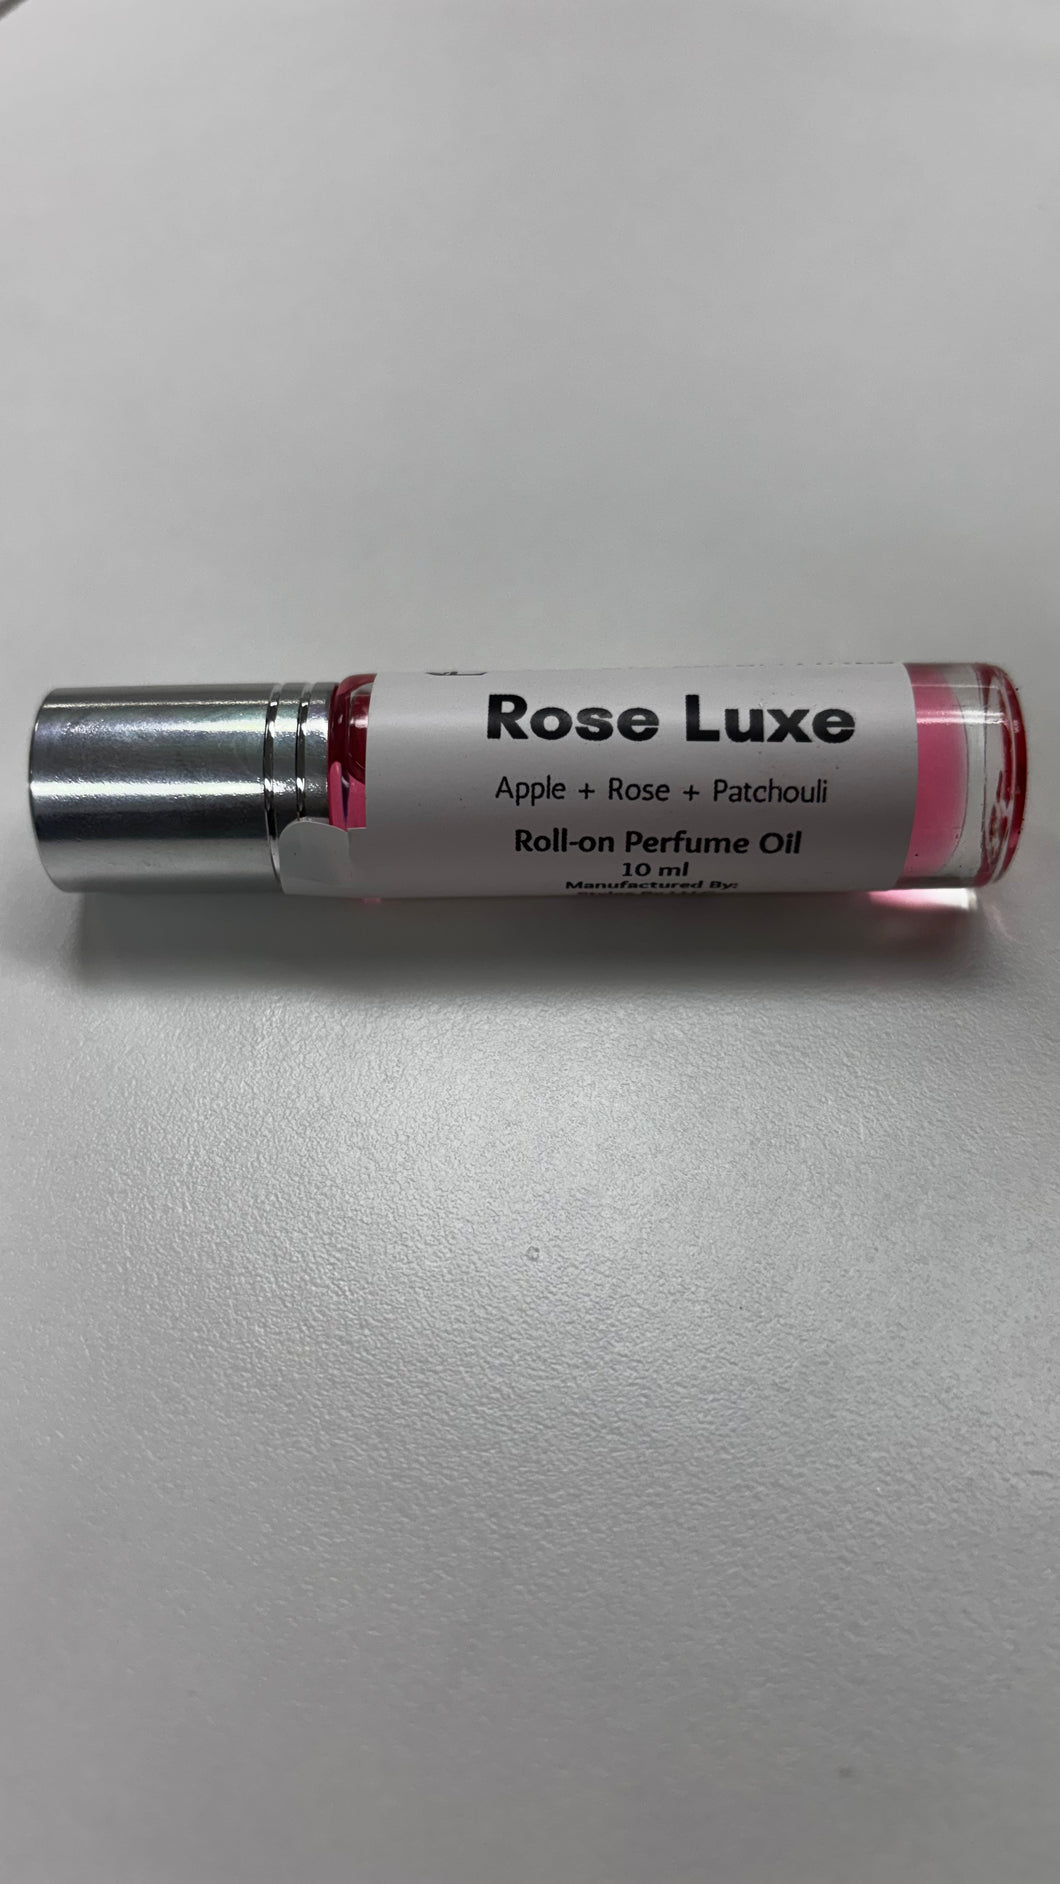 Rose Luxe
Apple + Rose + Patchouli
Roll-on Perfume Oil
10 ml
Manufactured By: